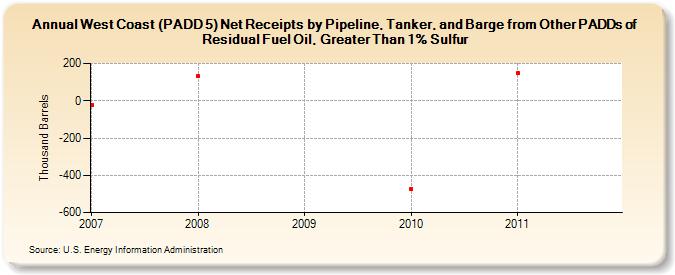 Annual West Coast (PADD 5) Net Receipts by Pipeline, Tanker, and Barge from Other PADDs of
Residual Fuel Oil, Greater Than 1% Sulfur
Thousand Barrels
200
0
-200
-400
-600
2007
2008
2009
2010
2011
Source: U.S. Energy Information Administration